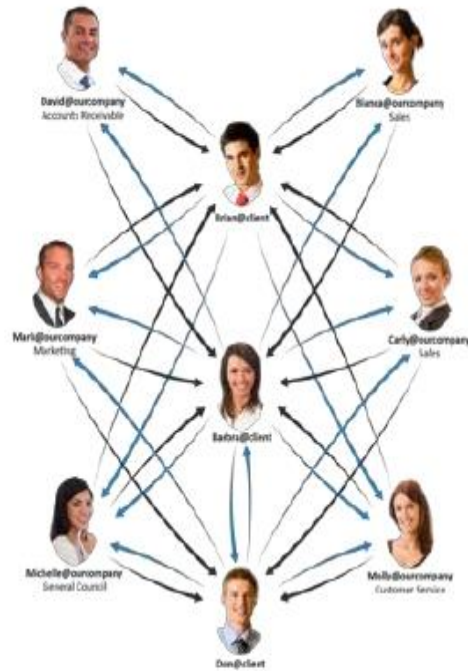 David@ourcompany
Accounts Receivable
Bianca@ourcompany
Sales
Brian@client
Mark@ourcompany
Marketing
Carly@ourcompany
Sales
Barbra@client
Michelle@ourcompany
General Council
Molly@ourcompany
Customer Service
Dan@client